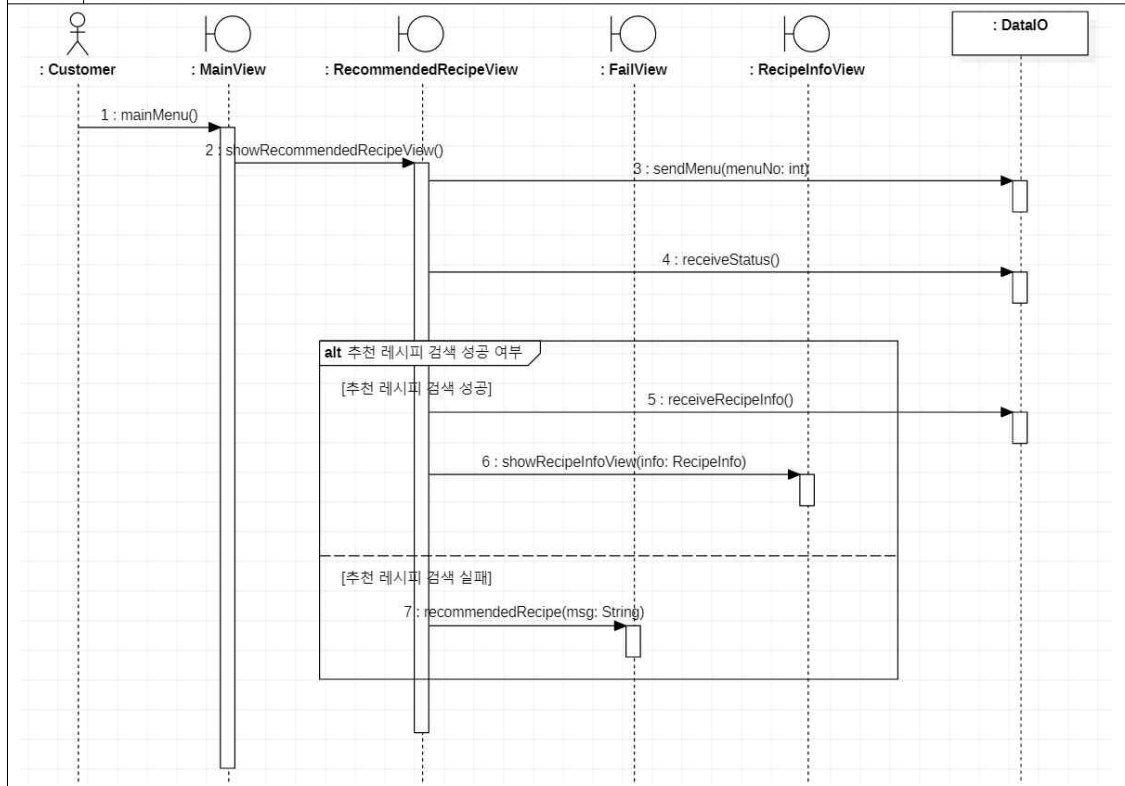 : Customer
: MainView
: RecommendedRecipeView
: FailView
: RecipeInfoView
: DataIO
1 : mainMenu()
2 : showRecommendedRecipeView()
3 : sendMenu(menuNo: int)
4 : receiveStatus()
alt 추천 레시피 검색 성공 여부
[추천 레시피 검색 성공]
5 : receiveRecipeInfo()
6 : showRecipeInfoView(info: RecipeInfo)
[추천 레시피 검색 실패]
7 : recommendedRecipe(msg: String)